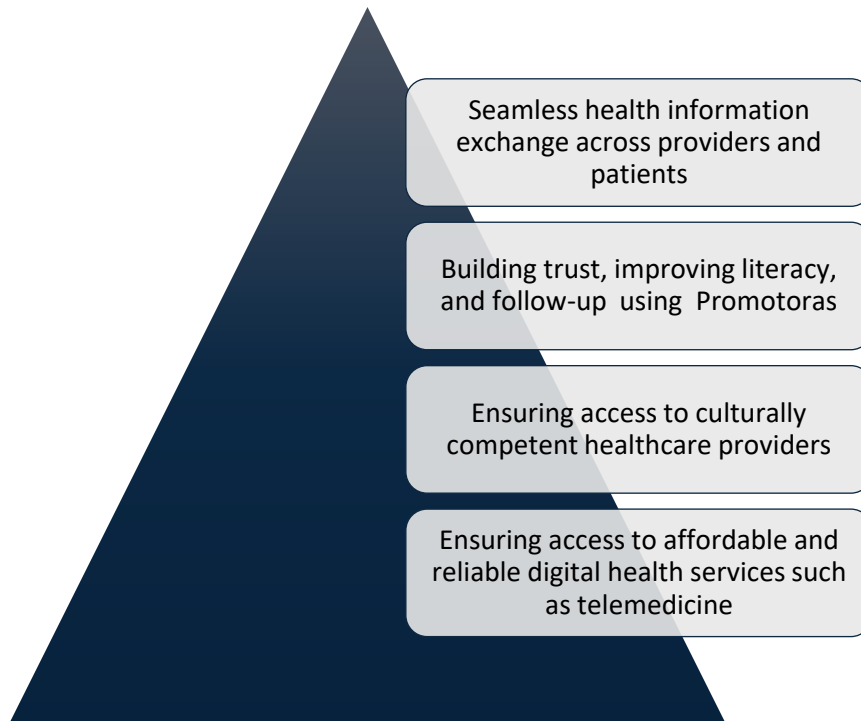 Seamless health information
exchange across providers and
patients
Building trust, improving literacy,
and follow-up using Promotoras
Ensuring access to culturally
competent healthcare providers
Ensuring access to affordable and
reliable digital health services such
as telemedicine